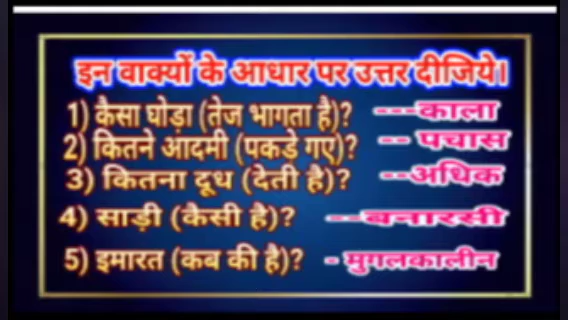 इन वाक्यों के आधार पर उत्तर दीजिये।
1) कैसा घोड़ा (तेज भागता है)? ---काला
2) कितने आदमी (पकड़े गए)? -- पचास
3) कितना दूध (देती है)? --अधिक
4) साड़ी (कैसी है)? ---बनारसी
5) इमारत (कब की है)? - मुगलकालीन